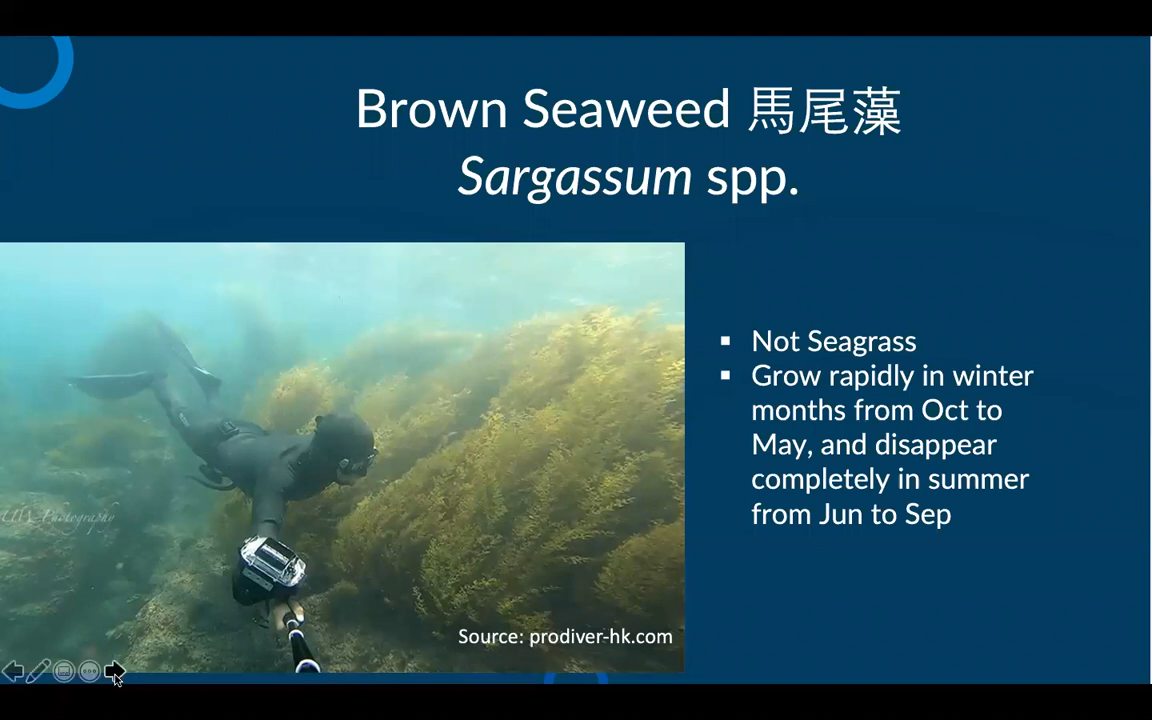 Brown Seaweed 馬尾藻
Sargassum spp.
▪ Not Seagrass
▪ Grow rapidly in winter
months from Oct to
May, and disappear
completely in summer
from Jun to Sep
Photography
Source: prodiver-hk.com